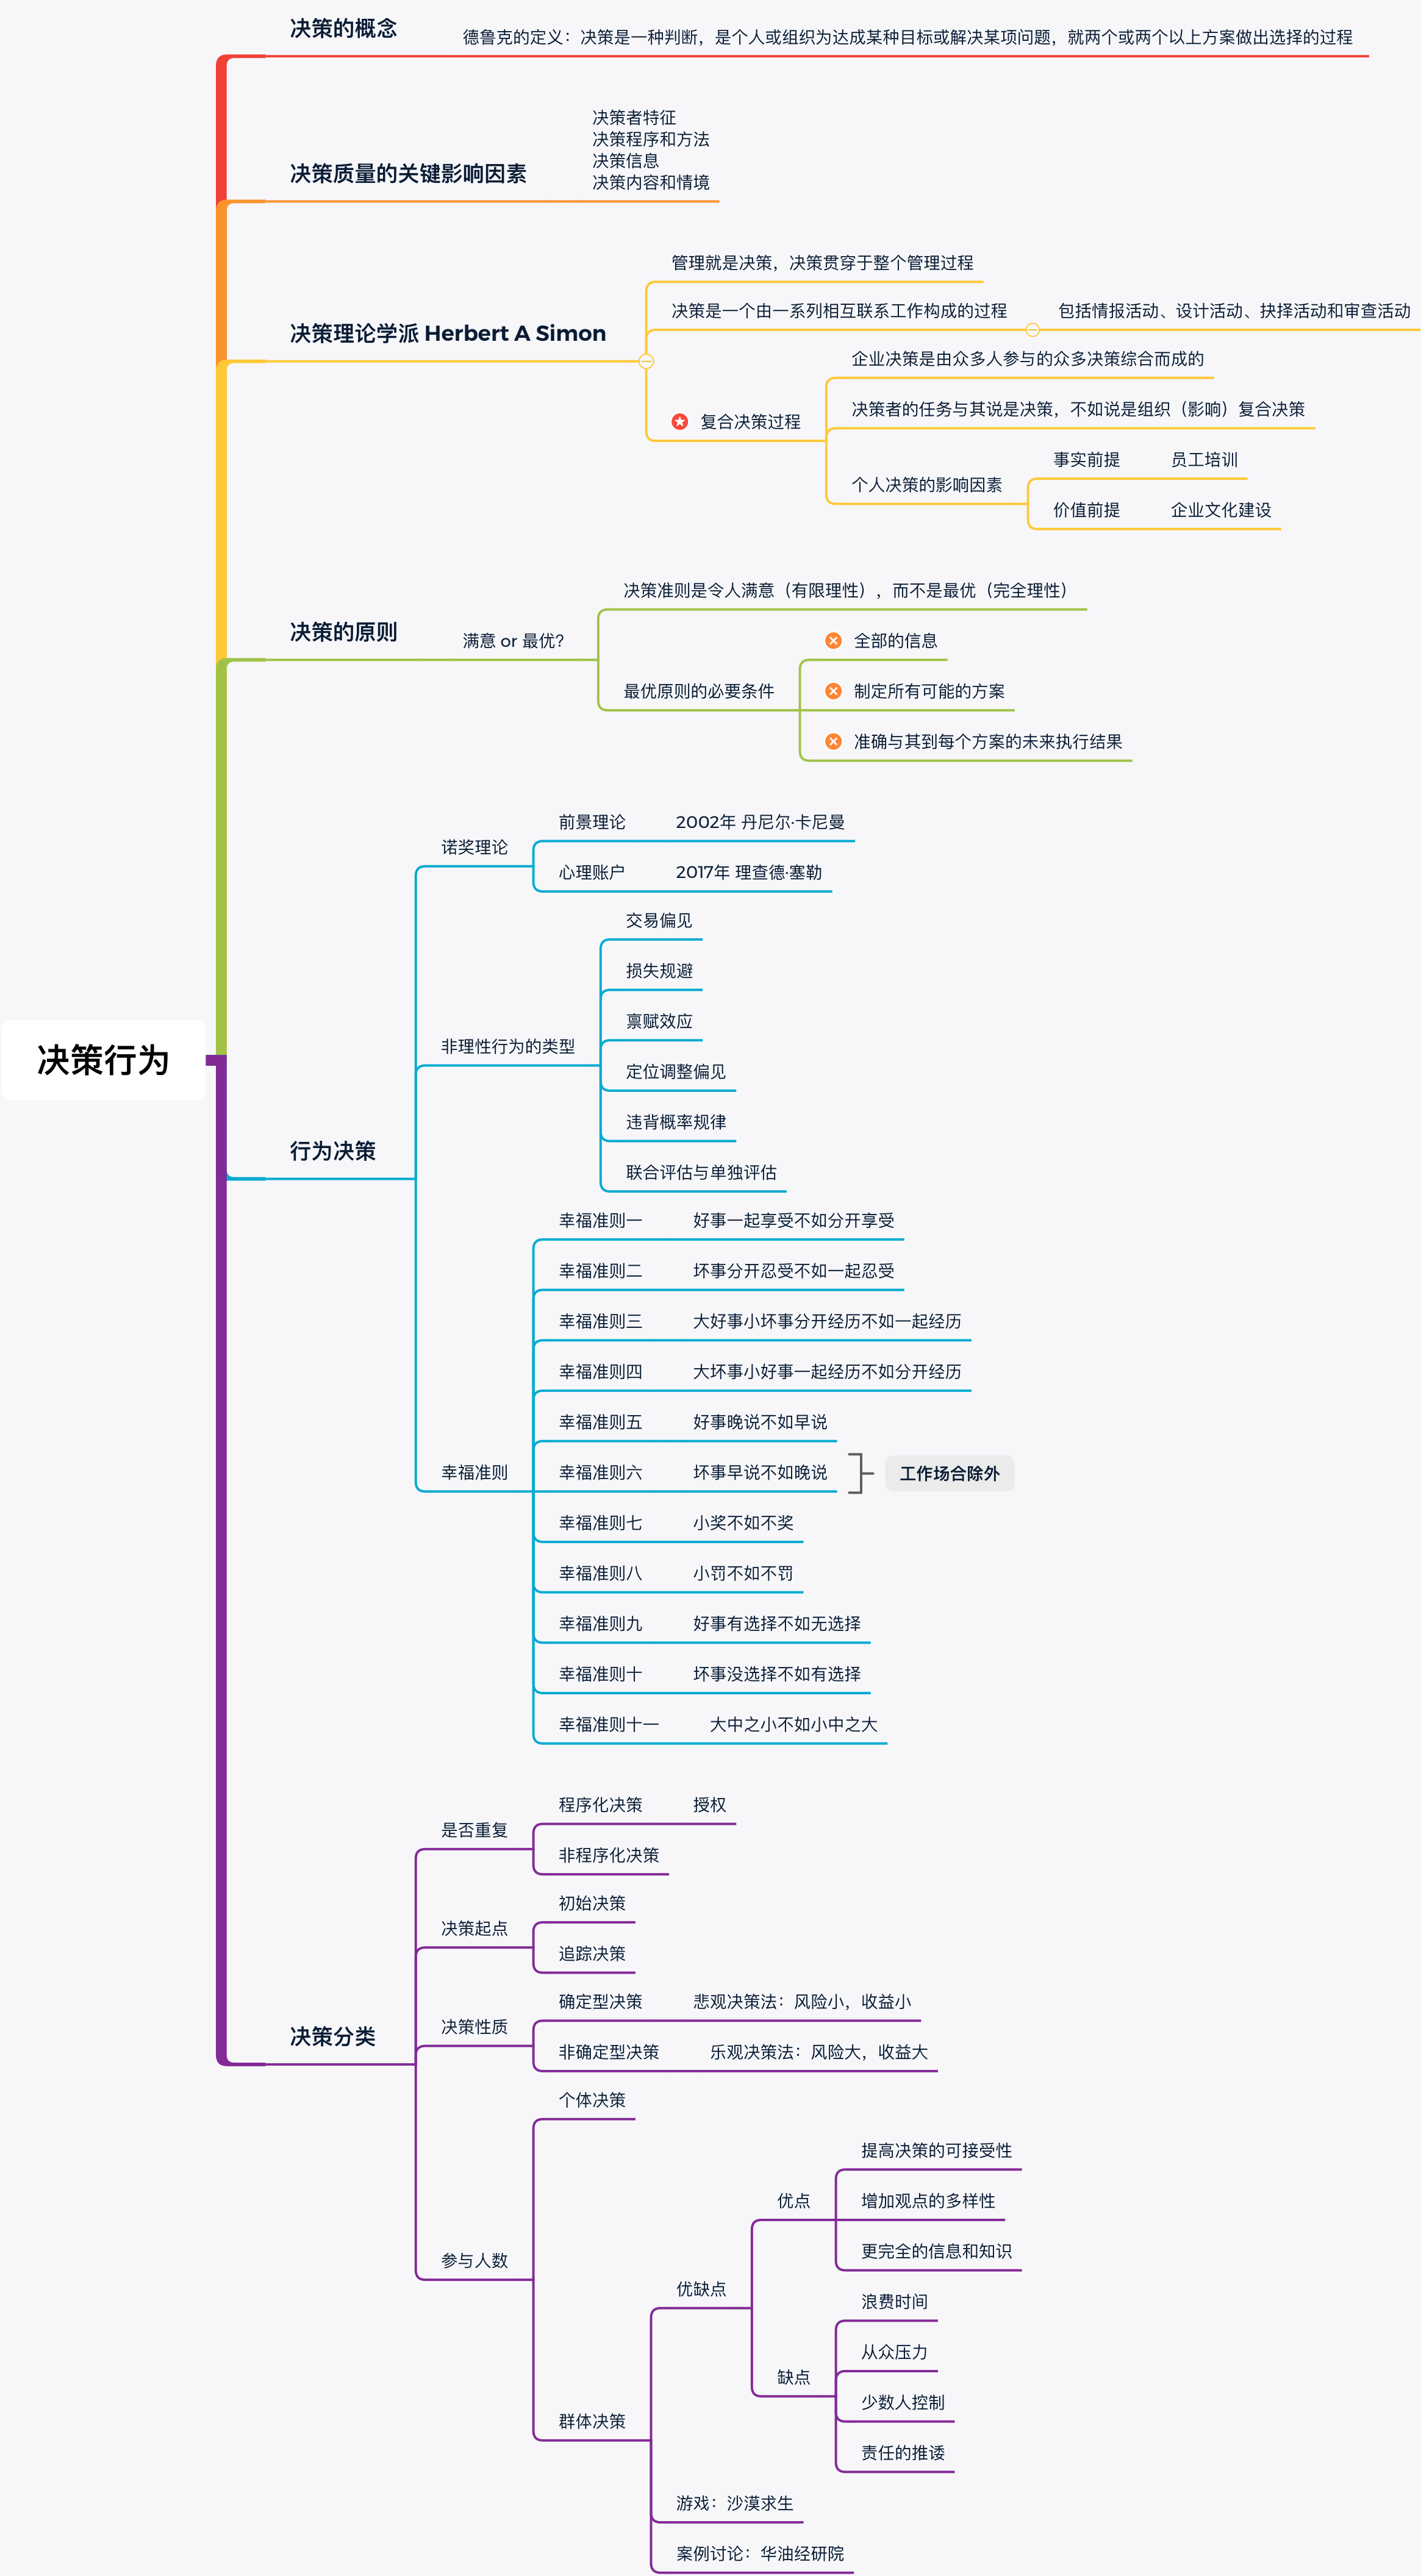 决策行为
决策的概念
德鲁克的定义：决策是一种判断，是个人或组织为达成某种目标或解决某项问题，就两个或两个以上方案做出选择的过程
决策质量的关键影响因素
决策者特征
决策程序和方法
决策信息
决策内容和情境
决策理论学派 Herbert A Simon
管理就是决策，决策贯穿于整个管理过程
决策是一个由一系列相互联系工作构成的过程
包括情报活动、设计活动、抉择活动和审查活动
复合决策过程
企业决策是由众多人参与的众多决策综合而成的
决策者的任务与其说是决策，不如说是组织（影响）复合决策
个人决策的影响因素
事实前提
员工培训
价值前提
企业文化建设
决策的原则
满意 or 最优？
决策准则是令人满意（有限理性），而不是最优（完全理性）
最优原则的必要条件
全部的信息
制定所有可能的方案
准确与其到每个方案的未来执行结果
行为决策
诺奖理论
前景理论
2002年 丹尼尔·卡尼曼
心理账户
2017年 理查德·塞勒
非理性行为的类型
交易偏见
损失规避
禀赋效应
定位调整偏见
违背概率规律
联合评估与单独评估
幸福准则
幸福准则一
好事一起享受不如分开享受
幸福准则二
坏事分开忍受不如一起忍受
幸福准则三
大好事小坏事分开经历不如一起经历
幸福准则四
大坏事小好事一起经历不如分开经历
幸福准则五
好事晚说不如早说
幸福准则六
坏事早说不如晚说
工作场合除外
幸福准则七
小奖不如不奖
幸福准则八
小罚不如不罚
幸福准则九
好事有选择不如无选择
幸福准则十
坏事没选择不如有选择
幸福准则十一
大中之小不如小中之大
决策分类
是否重复
程序化决策
授权
非程序化决策
决策起点
初始决策
追踪决策
决策性质
确定型决策
悲观决策法：风险小，收益小
非确定型决策
乐观决策法：风险大，收益大
参与人数
个体决策
群体决策
优缺点
优点
提高决策的可接受性
增加观点的多样性
更完全的信息和知识
缺点
浪费时间
从众压力
少数人控制
责任的推诿
游戏：沙漠求生
案例讨论：华油经研院